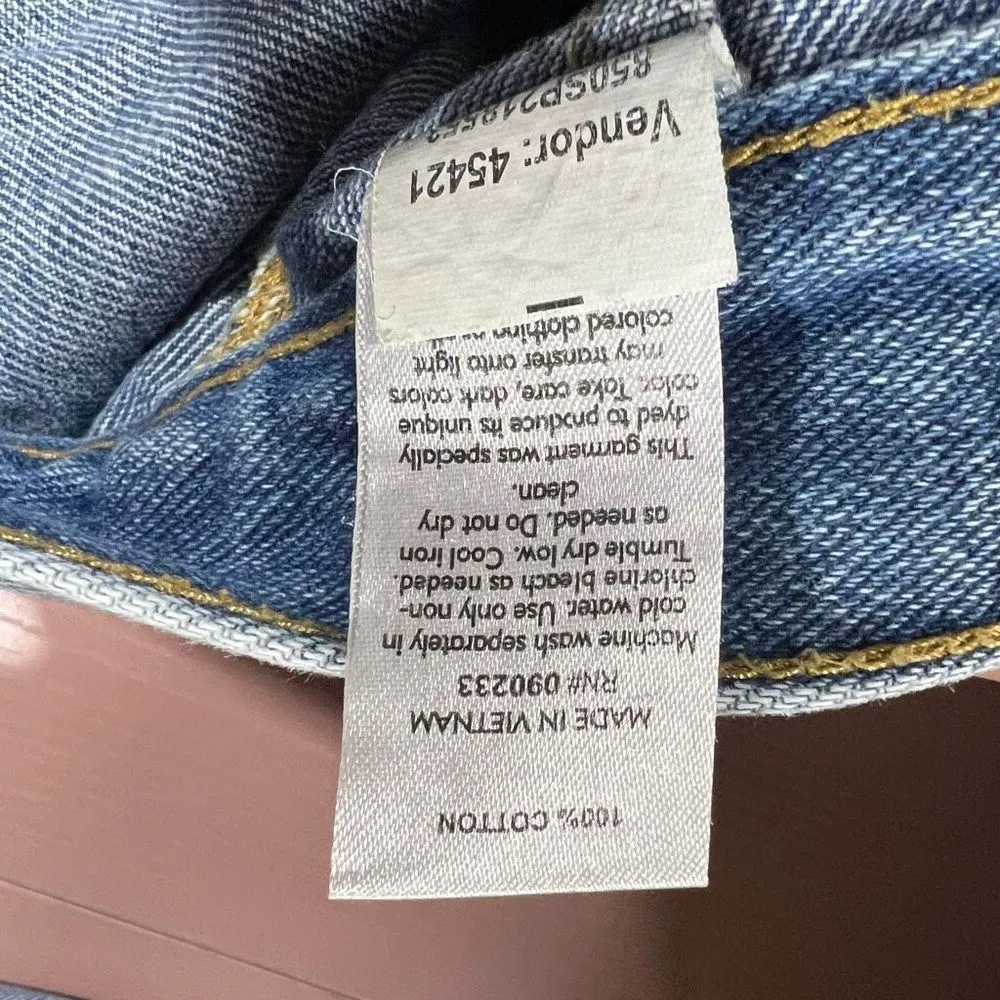 100% COTTON
MADE IN VIETNAM
RN# 090233
Machine wash separately in
cold water. Use only non-
chlorine bleach as needed.
Tumble dry low. Cool iron
as needed. Do not dry
clean.
This garment was specially
dyed to produce its unique
color. Take care, dark colors
may transfer onto light
colored clothing
Vendor: 45421